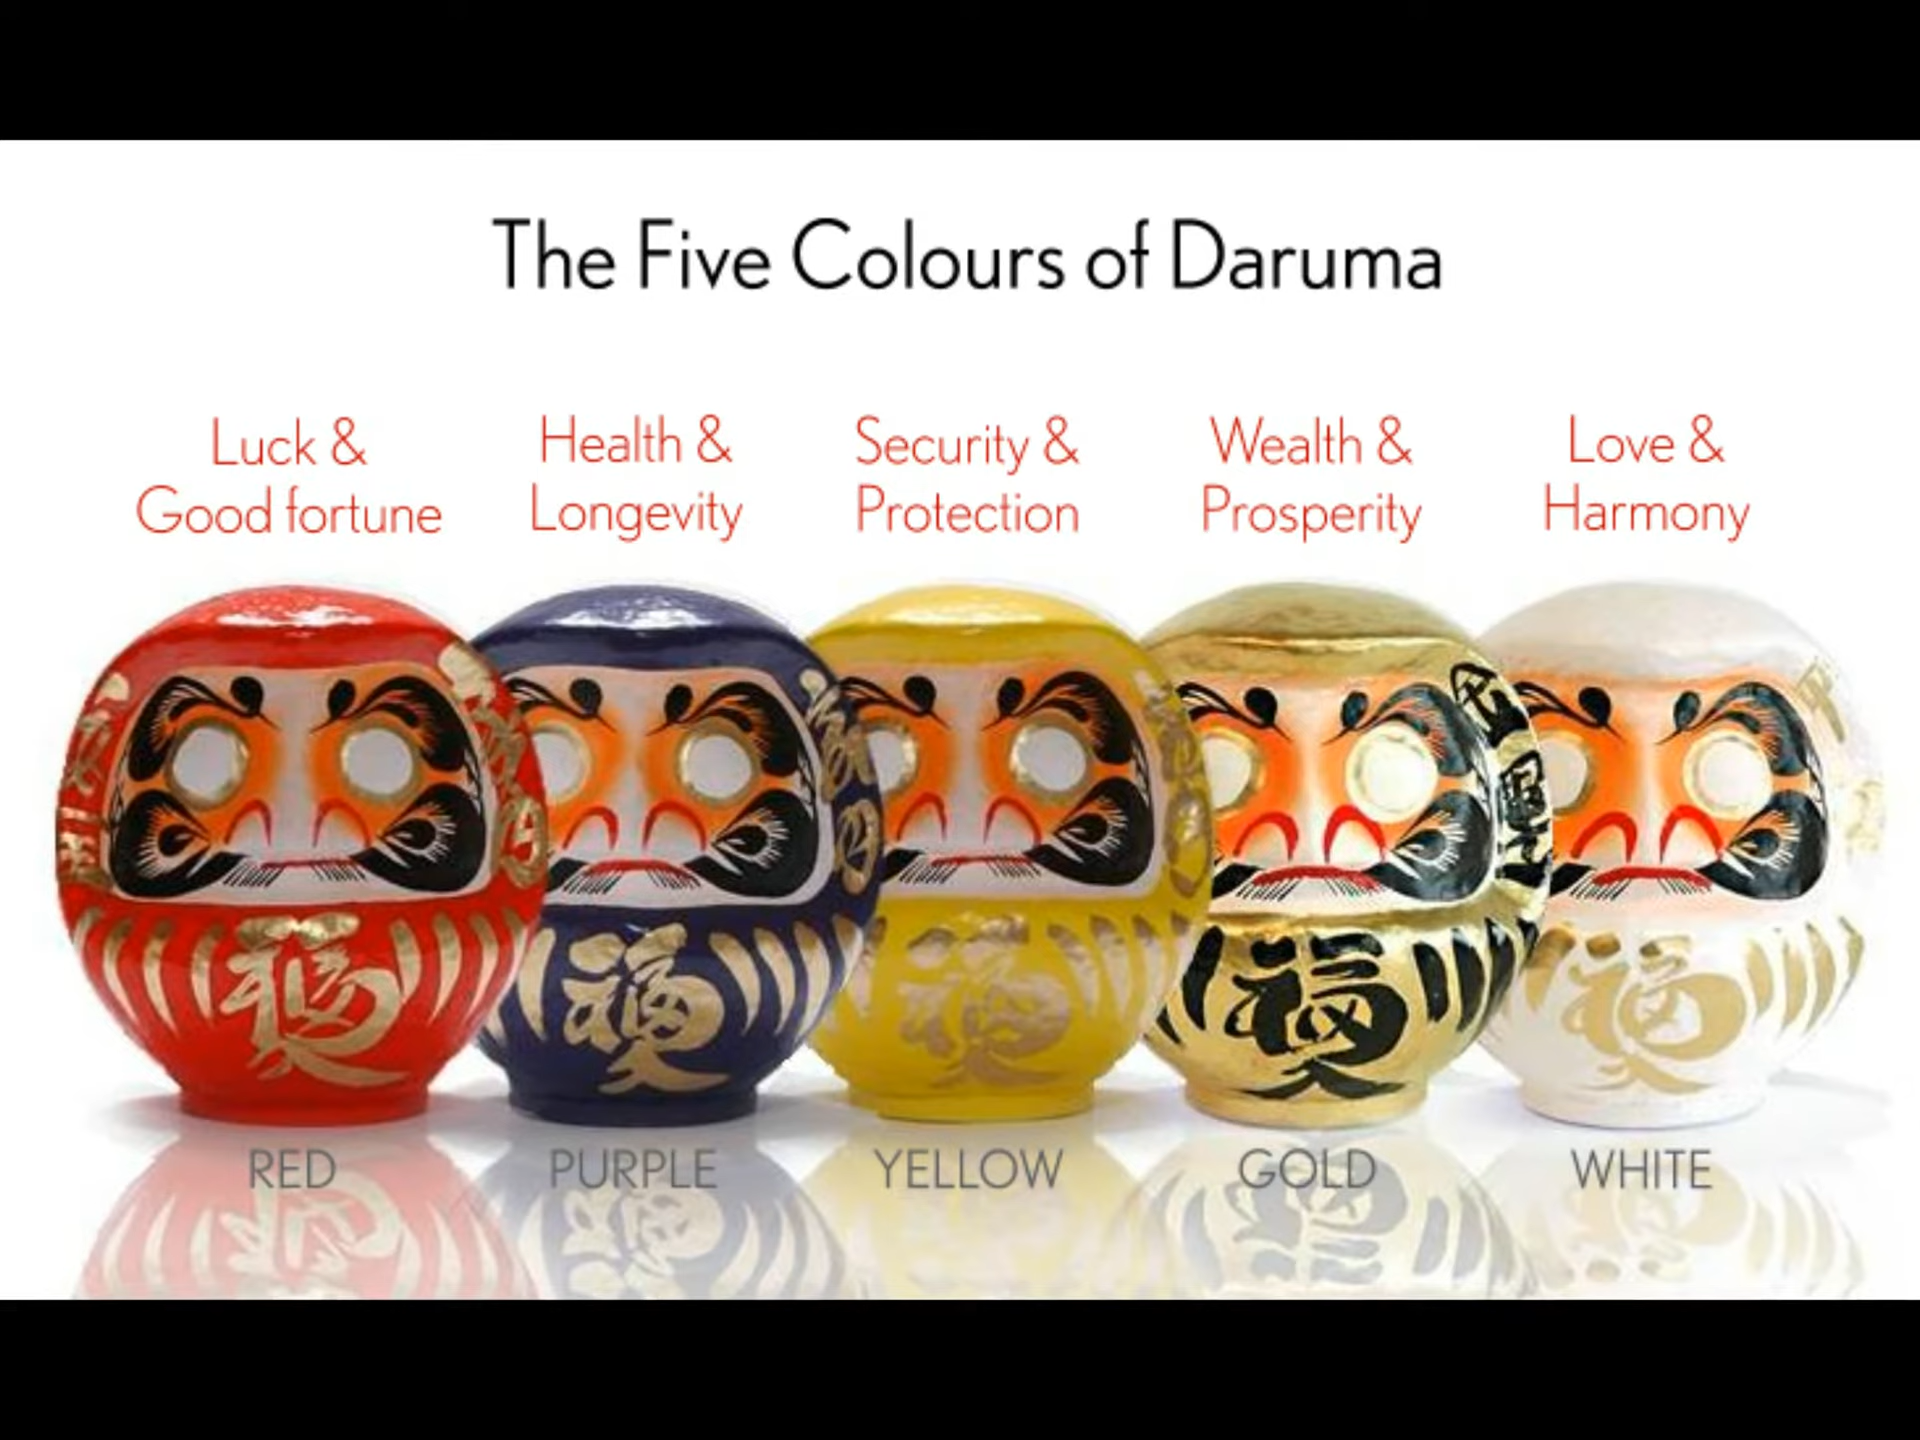 The Five Colours of Daruma
Luck &
Good fortune
Health &
Longevity
Security &
Protection
Wealth &
Prosperity
Love &
Harmony
福
福
福
福
福
RED
PURPLE
YELLOW
GOLD
WHITE